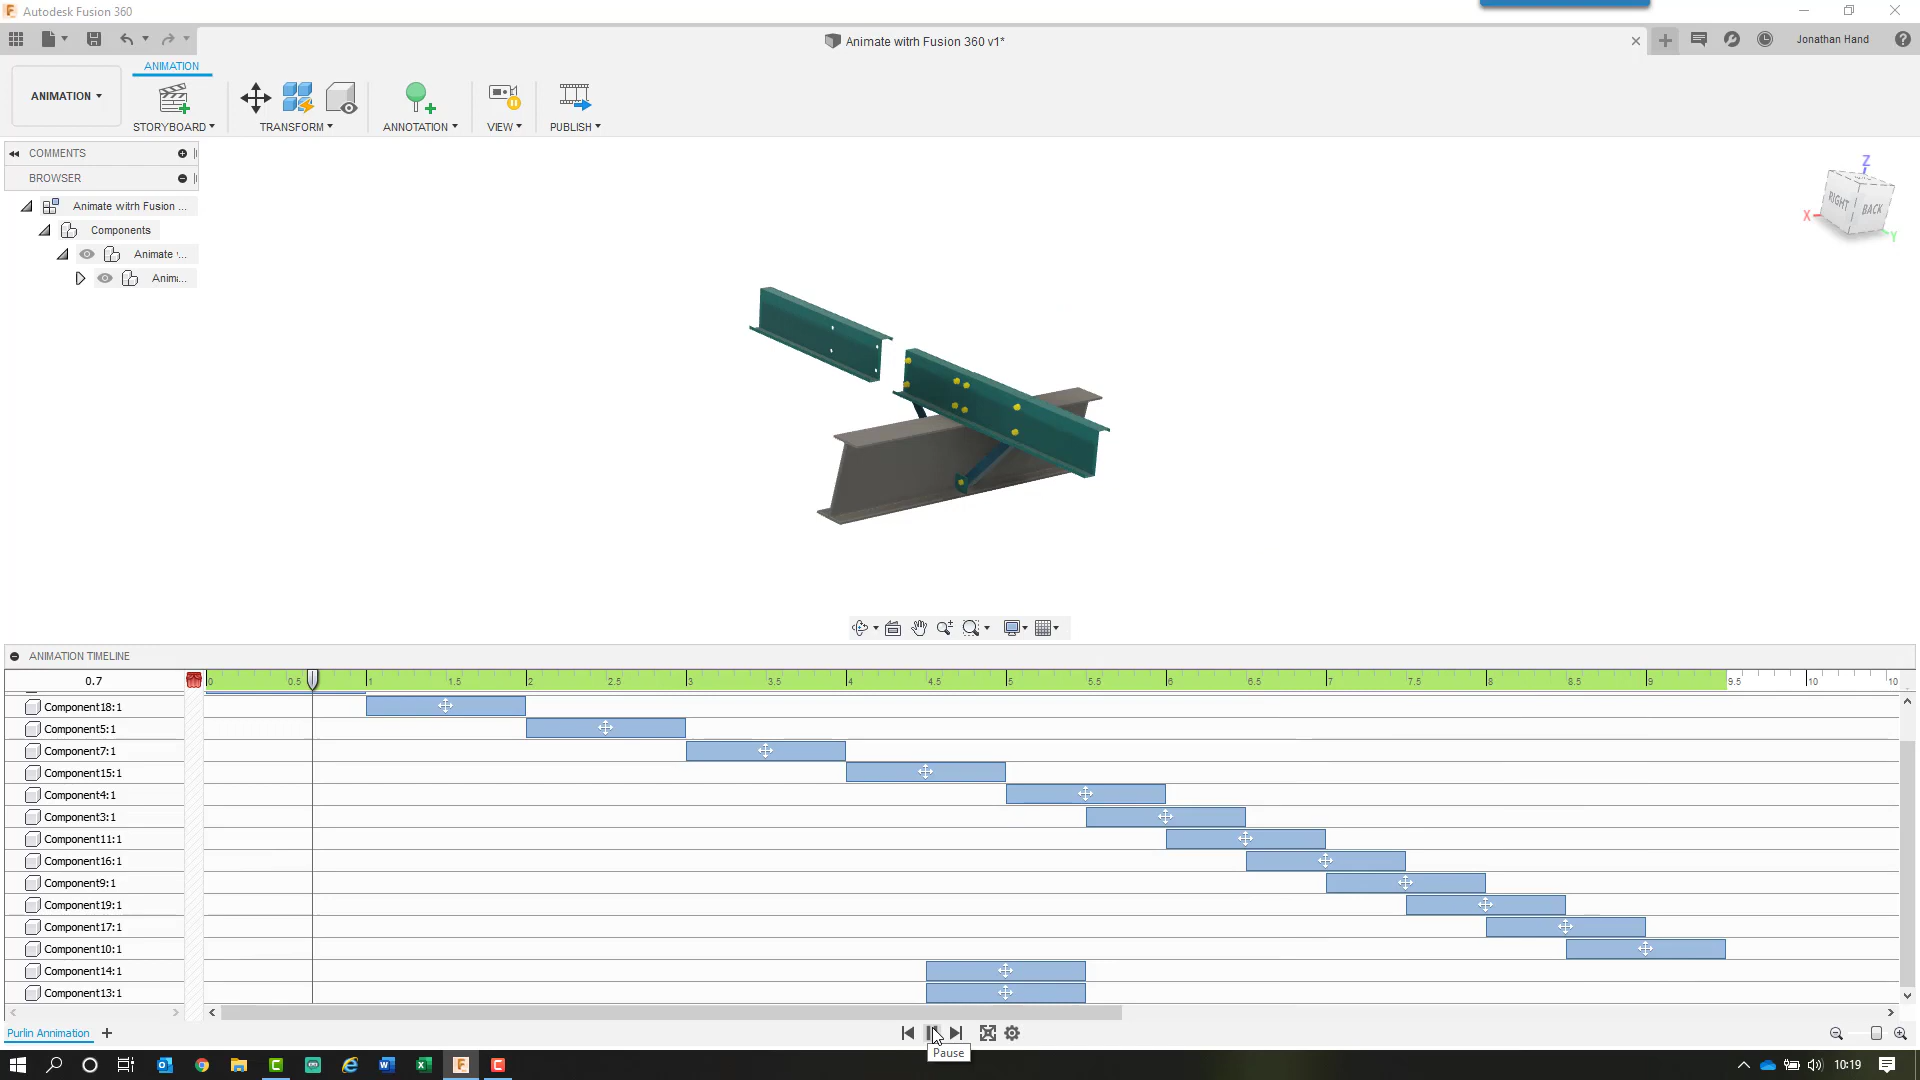 Autodesk Fusion 360
Animate witrh Fusion 360 v1*
Jonathan Hand
ANIMATION
ANIMATION
STORYBOARD
TRANSFORM
ANNOTATION
VIEW
PUBLISH
COMMENTS
BROWSER
Animate witrh Fusion ...
Components
Animate ...
Anim...
Z
RIGHT
BACK
X
Y
ANIMATION TIMELINE
0.7
0 0.5 1 1.5 2 2.5 3 3.5 4 4.5 5 5.5 6 6.5 7 7.5 8 8.5 9 9.5 10 10
Component18:1
Component5:1
Component7:1
Component15:1
Component4:1
Component3:1
Component11:1
Component16:1
Component9:1
Component19:1
Component17:1
Component10:1
Component14:1
Component13:1
Purlin Annimation
Pause
10:19